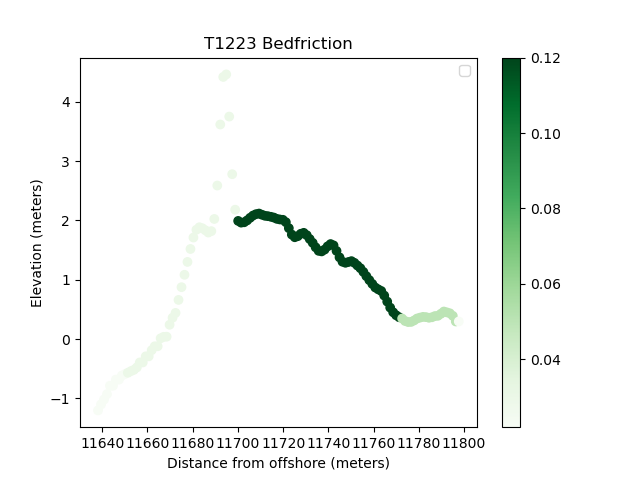 T1223 Bedfriction
4
3
2
1
0
−1
Elevation (meters)
11640 11660 11680 11700 11720 11740 11760 11780 11800
Distance from offshore (meters)
0.12
0.10
0.08
0.06
0.04